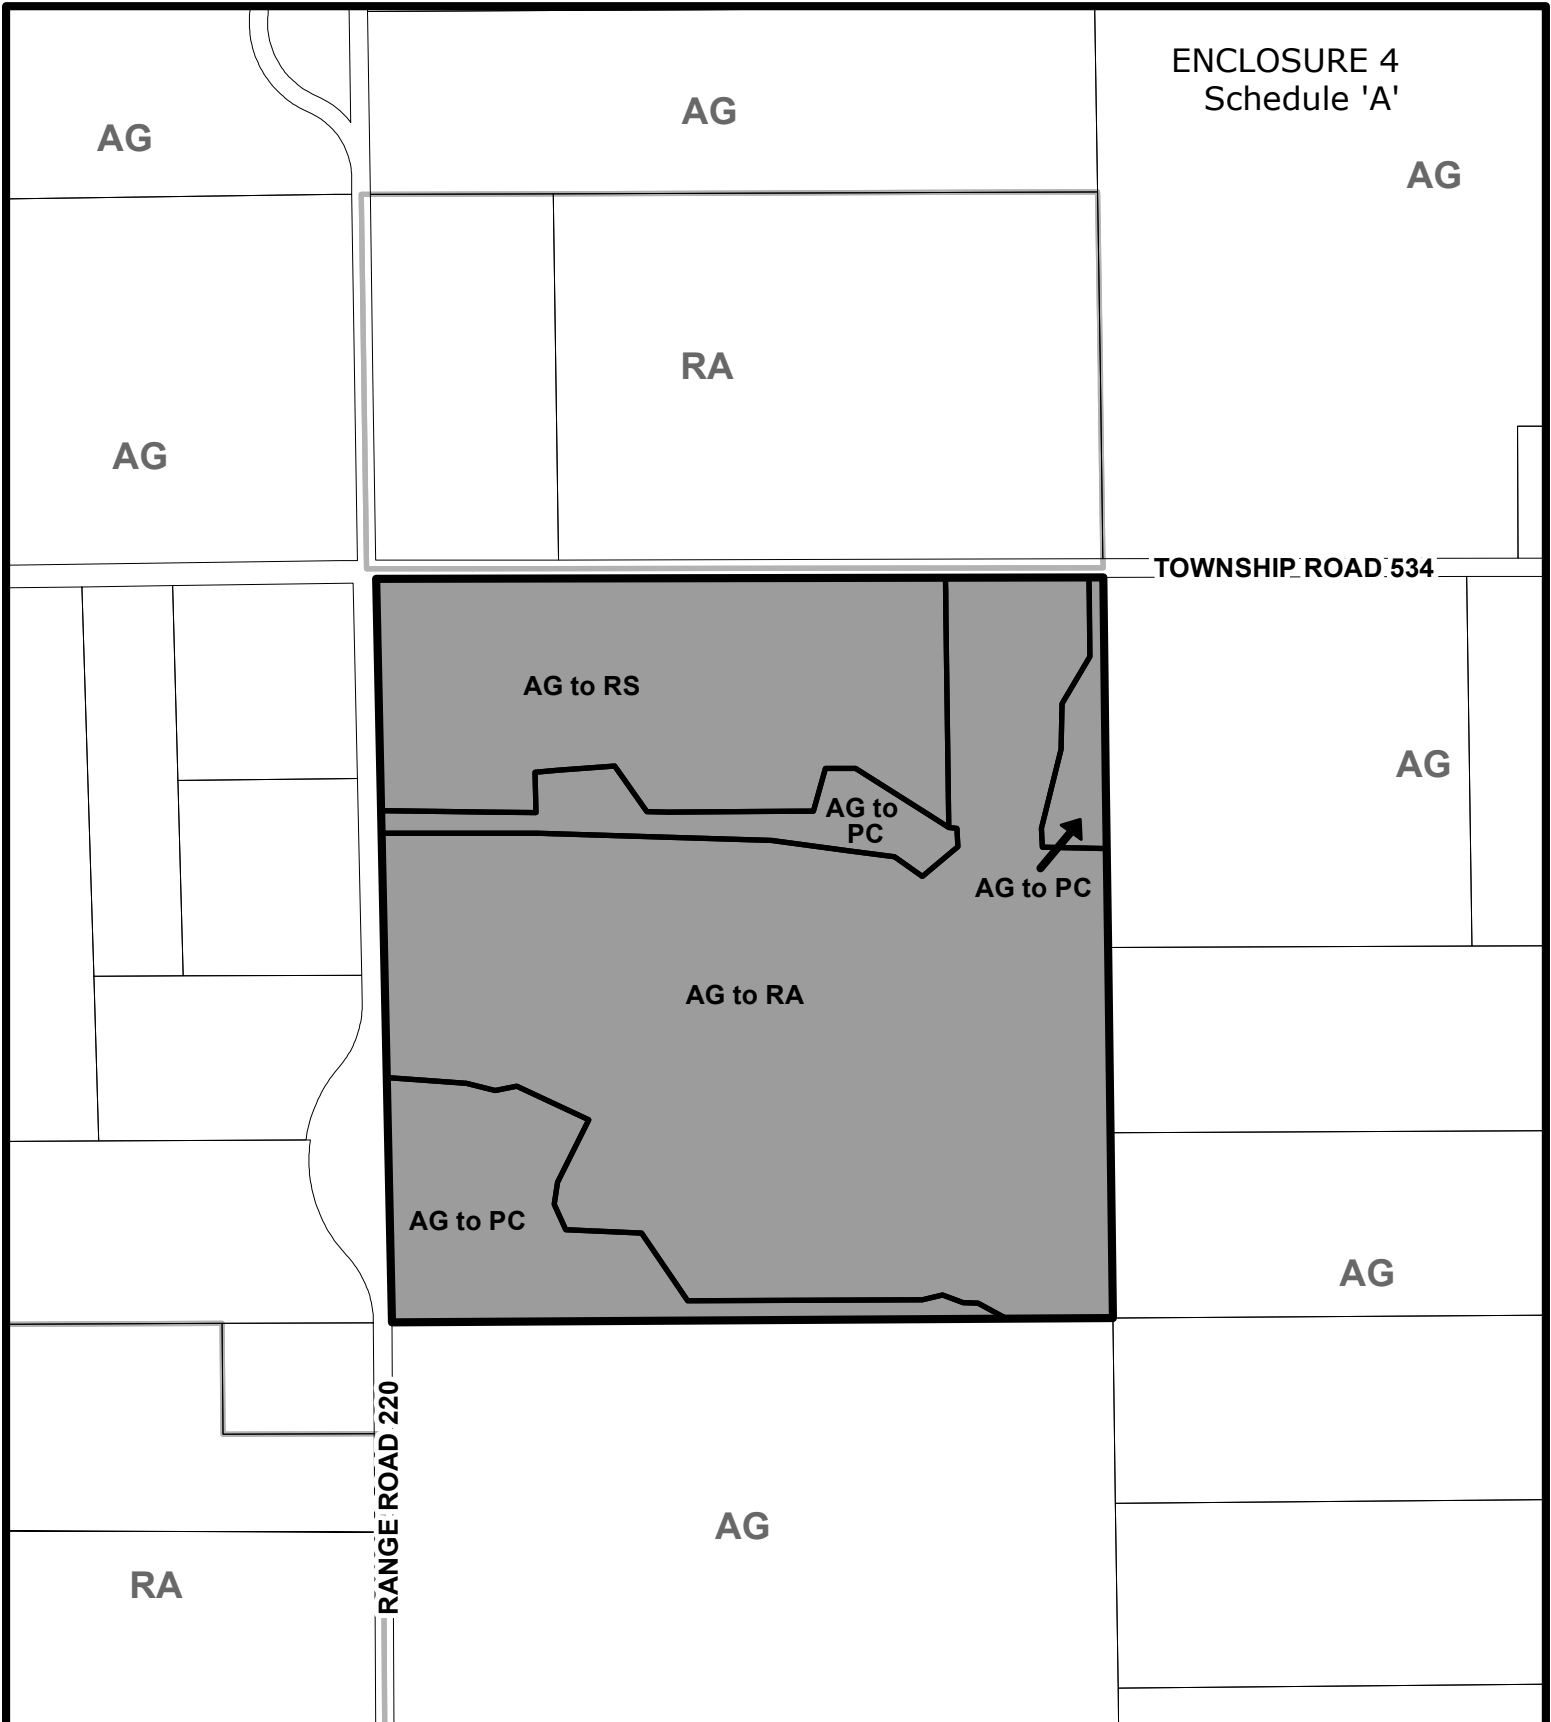 ENCLOSURE 4
Schedule 'A'
AG
AG
AG
RA
AG
TOWNSHIP ROAD 534
AG to RS
AG
AG to
PC
AG to PC
AG to RA
AG to PC
AG
RANGE ROAD 220
AG
RA